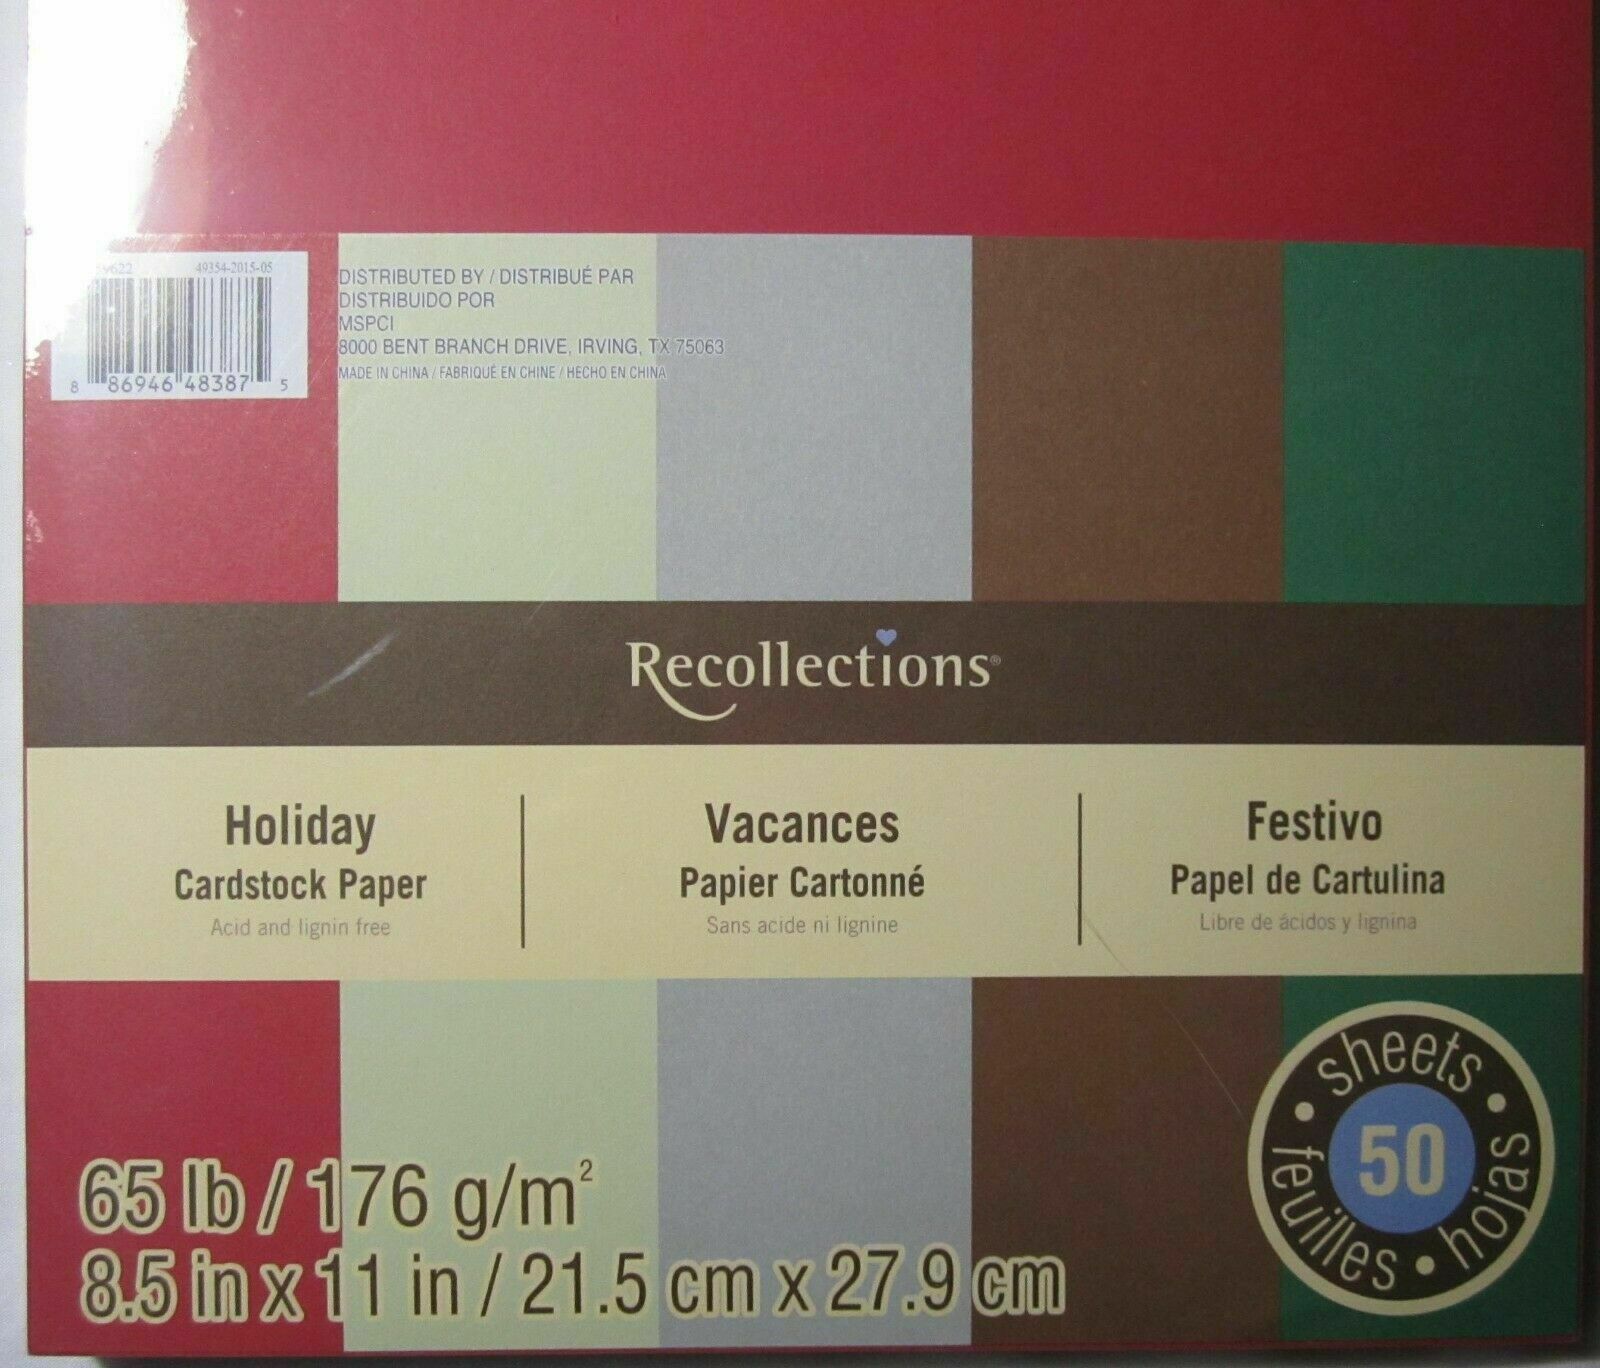 9622 49354-2015-05
8 86946 48387 5
DISTRIBUTED BY / DISTRIBUÉ PAR
DISTRIBUIDO POR
MSPCI
8000 BENT BRANCH DRIVE, IRVING, TX 75063
MADE IN CHINA / FABRIQUÉ EN CHINE / HECHO EN CHINA
Recollections®
Holiday
Cardstock Paper
Acid and lignin free
Vacances
Papier Cartonné
Sans acide ni lignine
Festivo
Papel de Cartulina
Libre de ácidos y lignina
65 lb / 176 g/m²
8.5 in x 11 in / 21.5 cm x 27.9 cm
sheets
50
feuilles • hojas